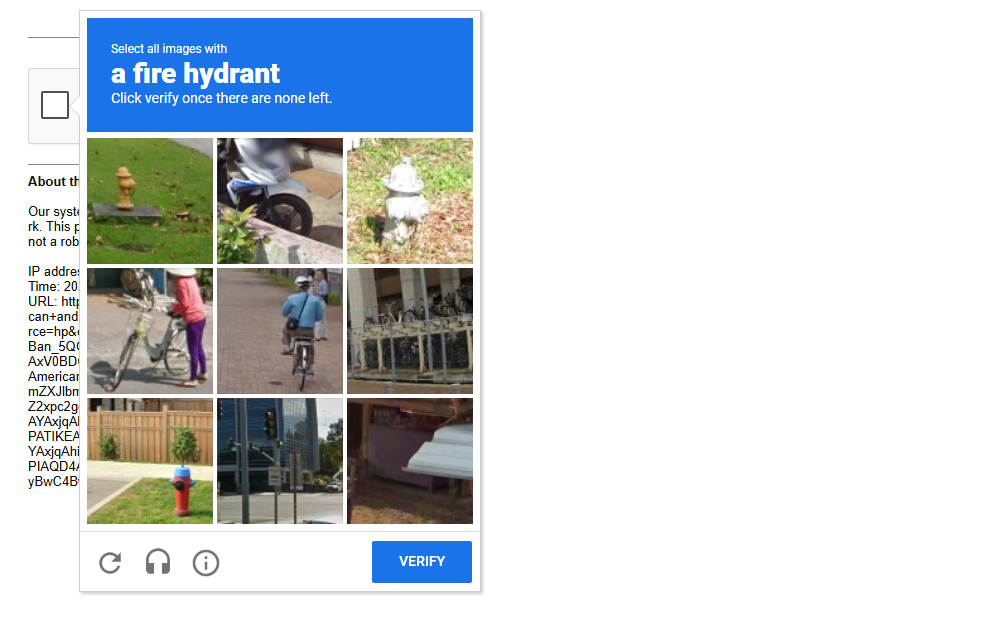 Select all images with
a fire hydrant
Click verify once there are none left.
About th
Our syste
rk. This p
not a rob
IP addres
Time: 20
URL: http
can+and
rce=hp&
Ban_5Q
AxV0BD
American
mZXJlbm
Z2xpc2g
AYAxjqAl
PATIKEA
YAxjqAhi
PIAQD4A
yBwC4B
VERIFY